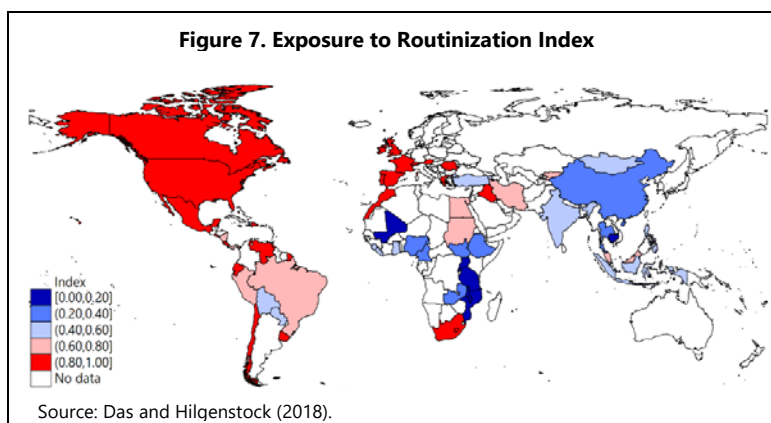 Figure 7. Exposure to Routinization Index
Index
[0.00,0.20]
(0.20,0.40]
(0.40,0.60]
(0.60,0.80]
(0.80,1.00]
No data
Source: Das and Hilgenstock (2018).